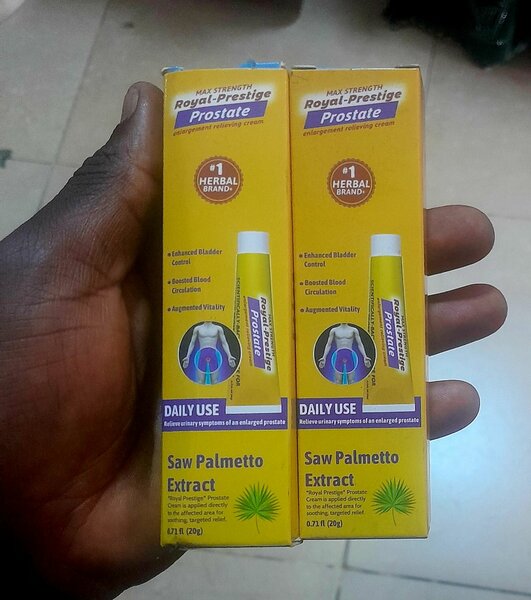 MAX STRENGTH
Royal-Prestige
Prostate
enlargement relieving cream
#1
HERBAL
BRAND
• Enhanced Bladder
Control
• Boosted Blood
Circulation
• Augmented Vitality
Royal-Prestige
Prostate
DAILY USE
Relieve urinary symptoms of an enlarged prostate
Saw Palmetto
Extract
"Royal Prestige" Prostate
Cream is applied directly
to the affected area for
soothing, targeted relief.
0.71 fl (20g)
MAX STRENGTH
Royal-Prestige
Prostate
enlargement relieving cream
#1
HERBAL
BRAND
• Enhanced Bladder
Control
• Boosted Blood
Circulation
• Augmented Vitality
Royal-Prestige
Prostate
DAILY USE
Relieve urinary symptoms of an enlarged prostate
Saw Palmetto
Extract
"Royal Prestige" Prostate
Cream is applied directly
to the affected area for
soothing, targeted relief.
0.71 fl (20g)